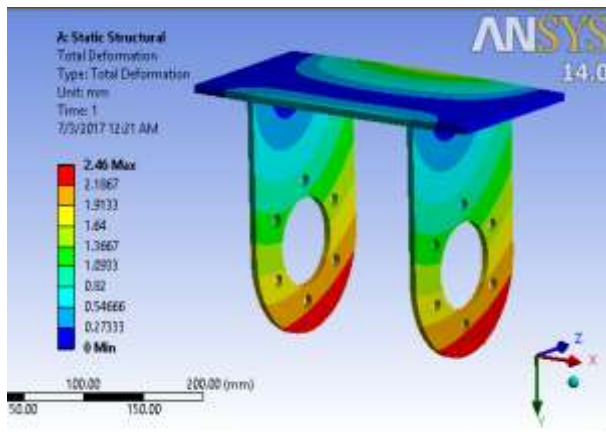 A: Static Structural
Total Deformation
Type: Total Deformation
Unit: mm
Time: 1
7/3/2017 12:21 AM
2.46 Max
2.1867
1.9133
1.64
1.3667
1.0933
0.82
0.54666
0.27333
0 Min
ANSYS
14.0
100.00
200.00 (mm)
50.00
150.00
Z
X
Y